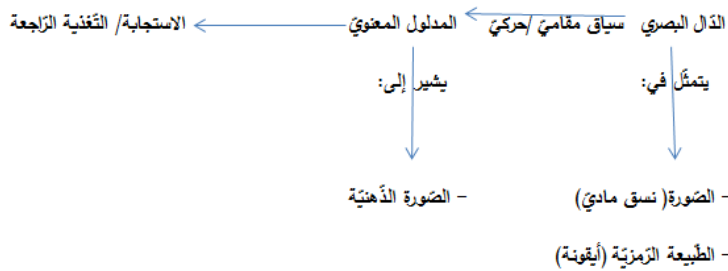 الدّال البصري سياق مقاميّ /حركيّ المدلول المعنويّ الاستجابة/ التّغذية الرّاجعة
يتمثّل في: يشير إلى:
- الصّورة( نسق ماديّ) - الصّورة الذّهنيّة
- الطّبيعة الرّمزيّة (أيقونة)